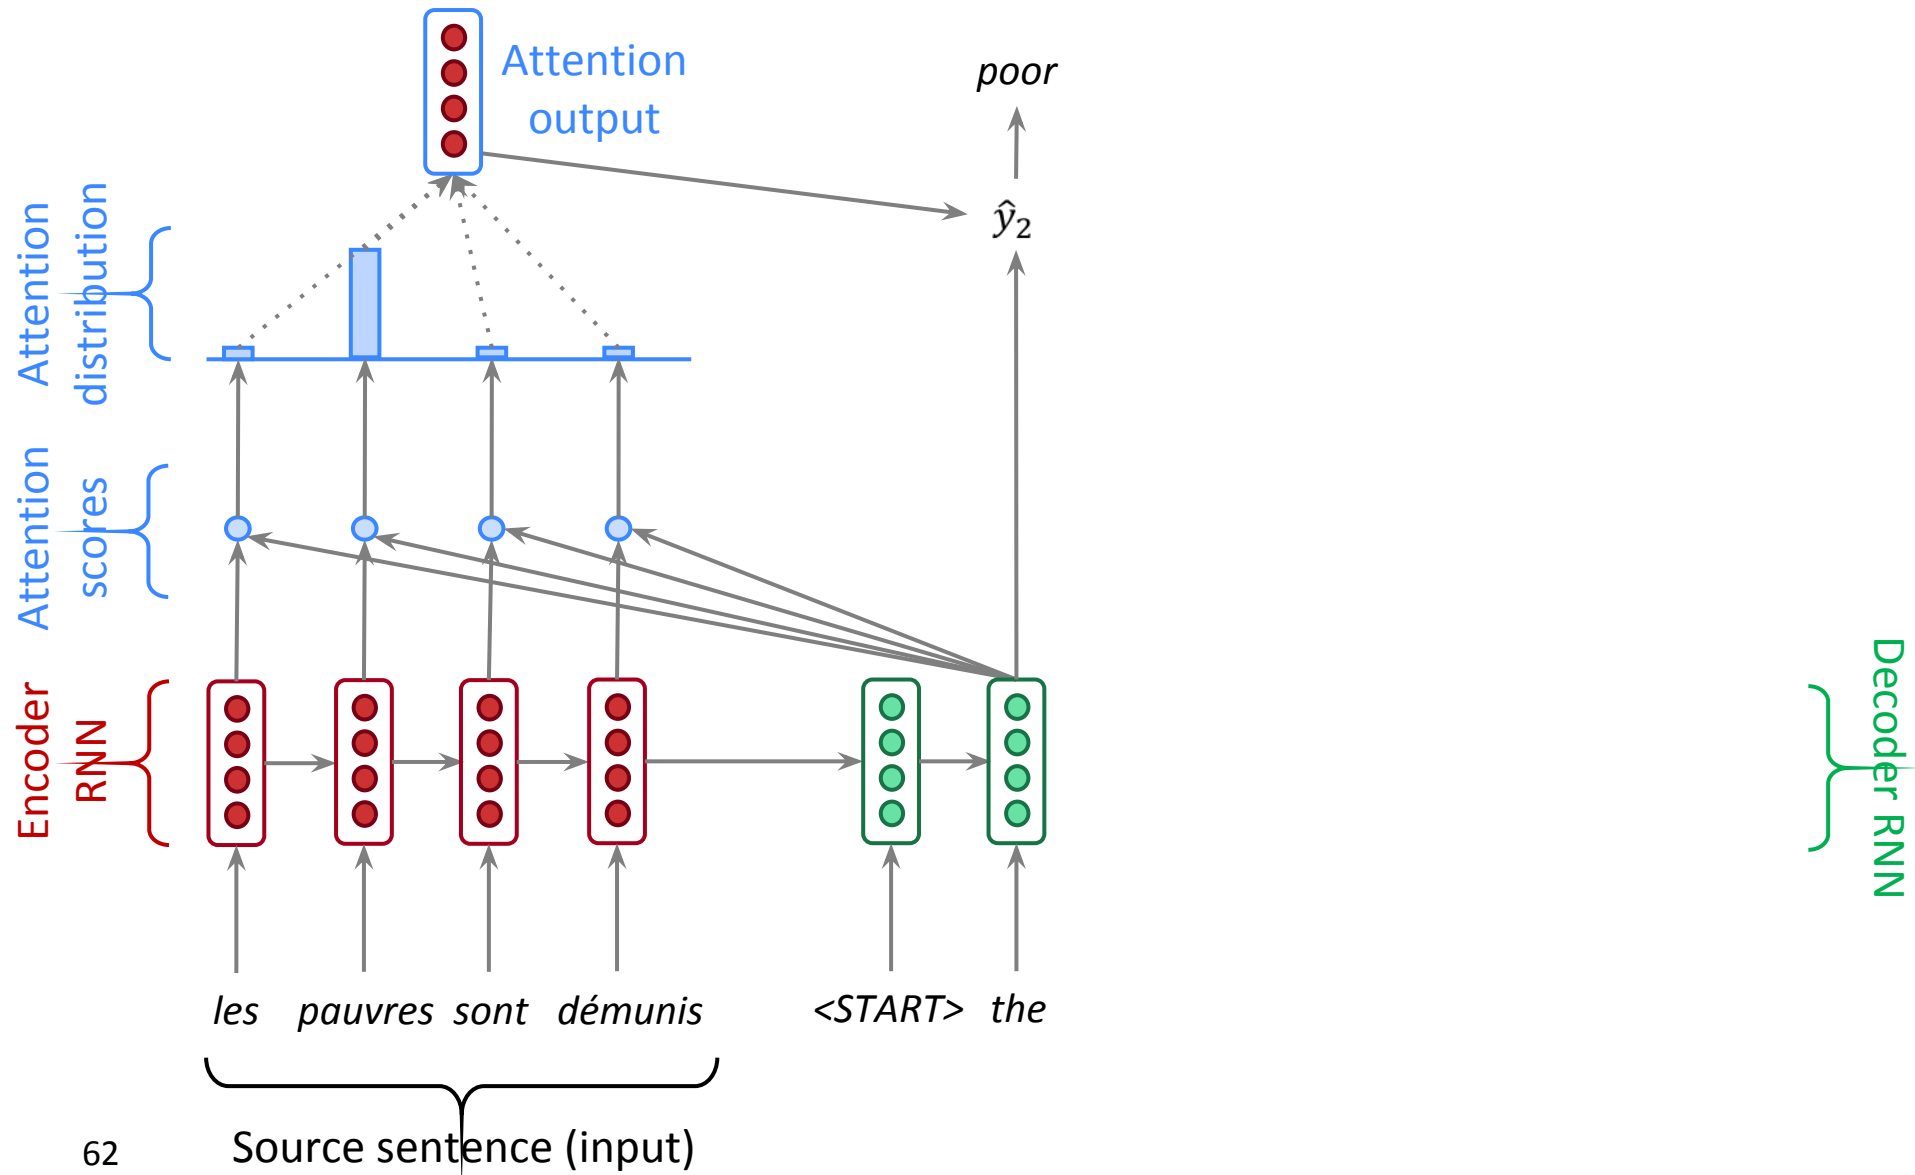 Attention
output
poor
ŷ₂
Attention
distribution
Attention
scores
Encoder
RNN
Decoder RNN
les pauvres sont démunis <START> the
Source sentence (input)
62